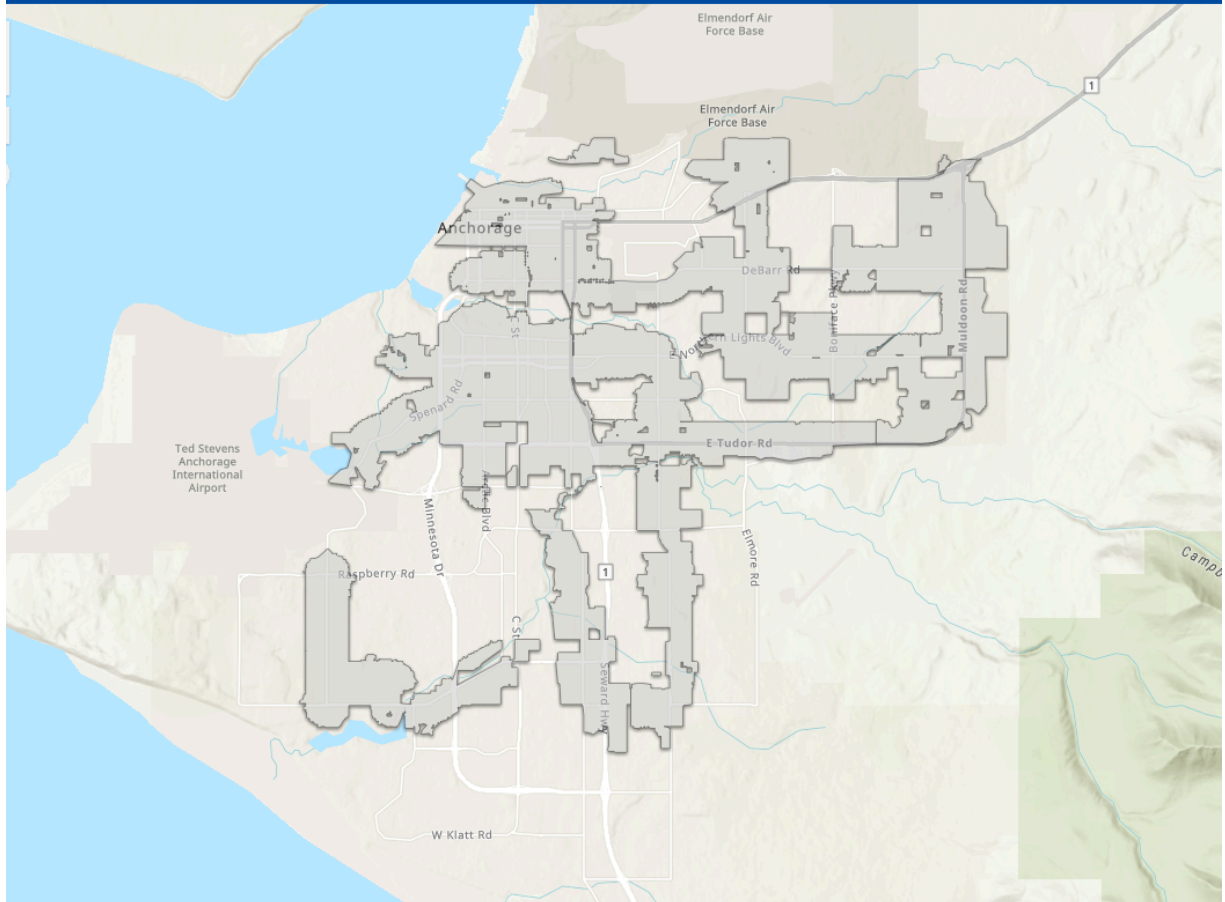 Elmendorf Air
Force Base
1
Elmendorf Air
Force Base
Anchorage
DeBarr Rd
Boniface Pkwy
Muldoon Rd
St
E Northern Lights Blvd
Spenard Rd
E Tudor Rd
Ted Stevens
Anchorage
International
Airport
Arctic Blvd
Minnesota Dr
Elmore Rd
Raspberry Rd
1
C St
Seward Hwy
W Klatt Rd